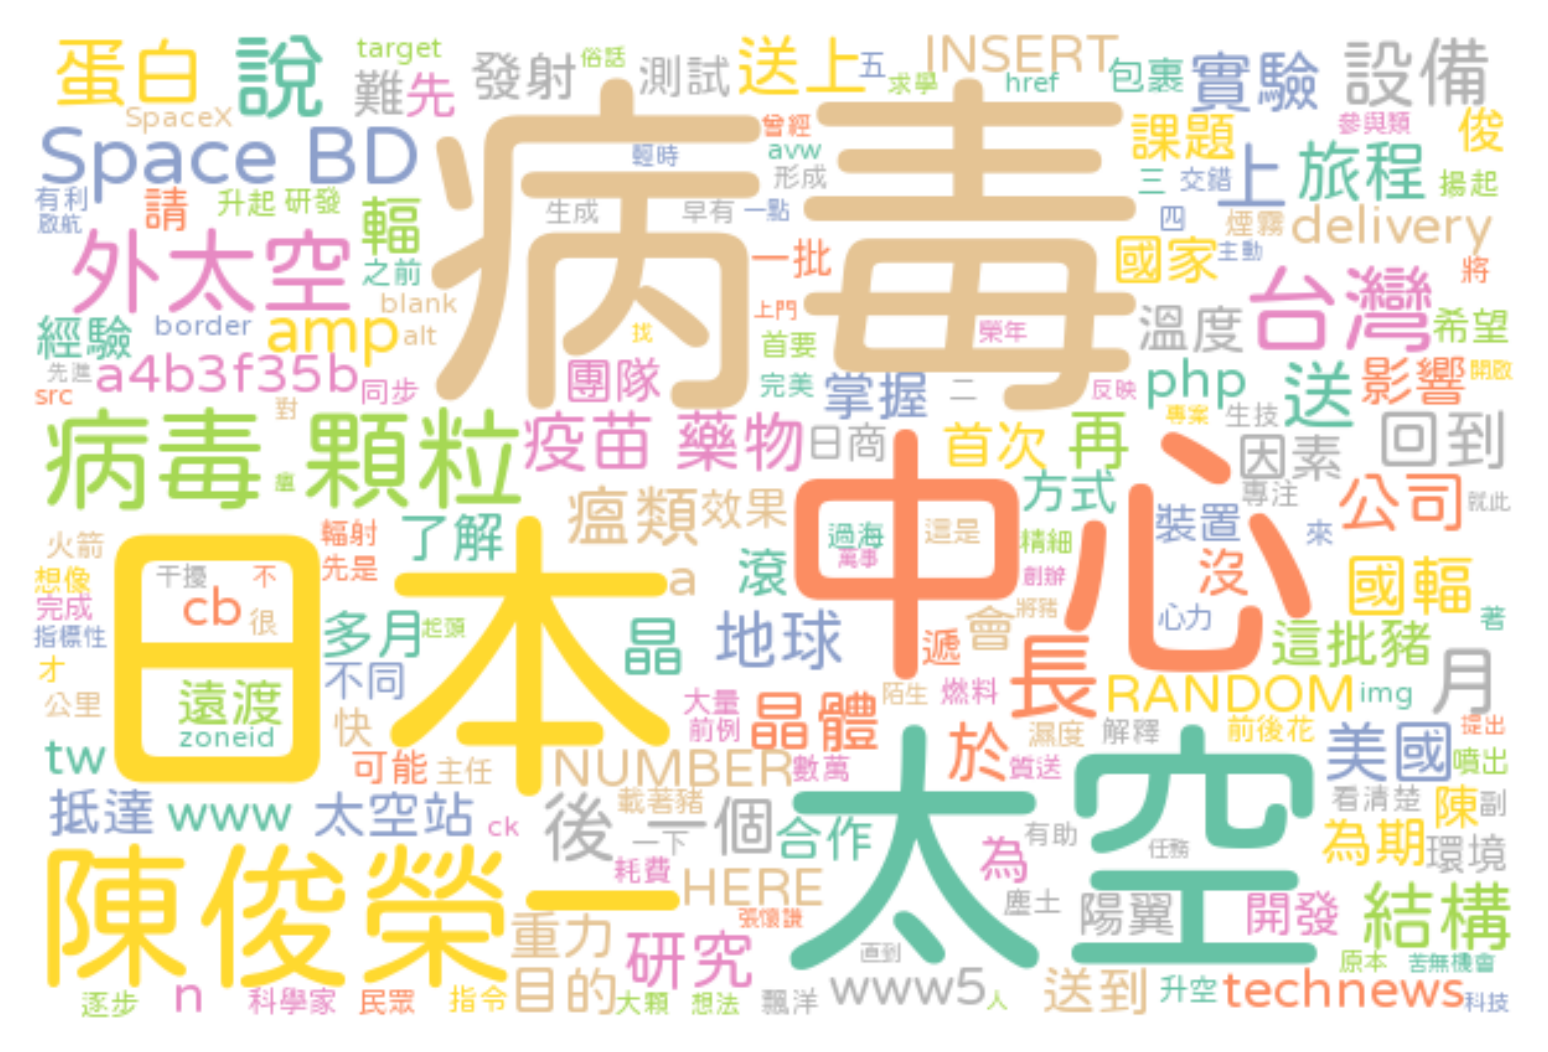 蛋白 說 target 難 先 發射 俗話 測試 送上 五 求學 INSERT href 包裹 實驗 設備
SpaceX Space BD 病毒 曾經 avw 形成 輕時 課題 參與類 俊
三 交錯 上 旅程 揚起
有利 啟航 請 升起 研發 輻 生成 早有 一點 四 煙霧 delivery
外太空 之前 一批 國家 主動 將
blank 上門 台灣
經驗 border amp alt 找 首要 榮年 溫度 希望
先進 a4b3f35b 同步 團隊 完美 掌握 二 反映 php 送 影響 開啟
src 對 專案 生技
病毒 顆粒 疫苗 藥物 日商 首次 再 因素 回到
瘟類 效果 中心 方式 專注 公司 就此
火箭 輻射 了解 過海 這是 精細 裝置 來
想像 日本 干擾 不 先是 a 滾 萬事 創辦 沒 國輻
完成 cb 很 將豬 心力 著
指標性 多月 起頭 晶 地球 遞 會 長 這批豬
才 不同 月
公里 遠渡 大量 陌生 燃料 RANDOM img
zoneid 快 前例 晶體 於 濕度 解釋 前後花 美國 提出
tw 可能 主任 NUMBER 數萬 質送 太空 噴出
抵達 www 太空站 ck 後 載著豬 一個 合作 有助 看清楚 陳 副
一下 為 任務 為期 環境
陳俊榮 一 耗費 HERE 塵土 陽翼 開發 結構
重力 張懷謙
研究 直到 原本 苦無機會
逐步 n 科學家 民眾 指令 目的 大顆 想法 飄洋 www5 人 送到 升空 technews 科技